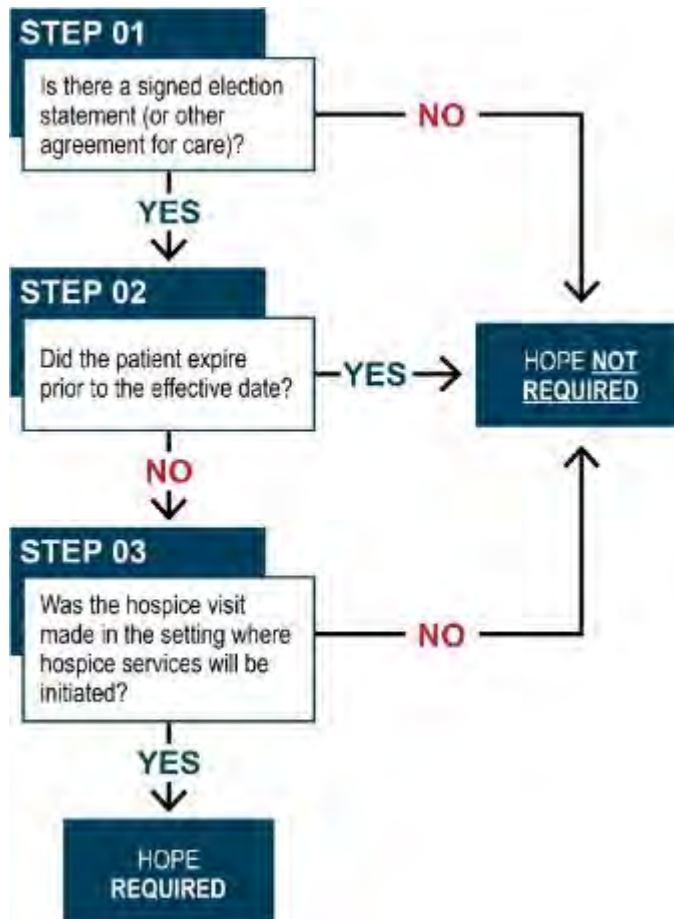 STEP 01
Is there a signed election
statement (or other
agreement for care)?
NO
YES
STEP 02
Did the patient expire
prior to the effective date?
YES
HOPE NOT
REQUIRED
NO
STEP 03
Was the hospice visit
made in the setting where
hospice services will be
initiated?
NO
YES
HOPE
REQUIRED